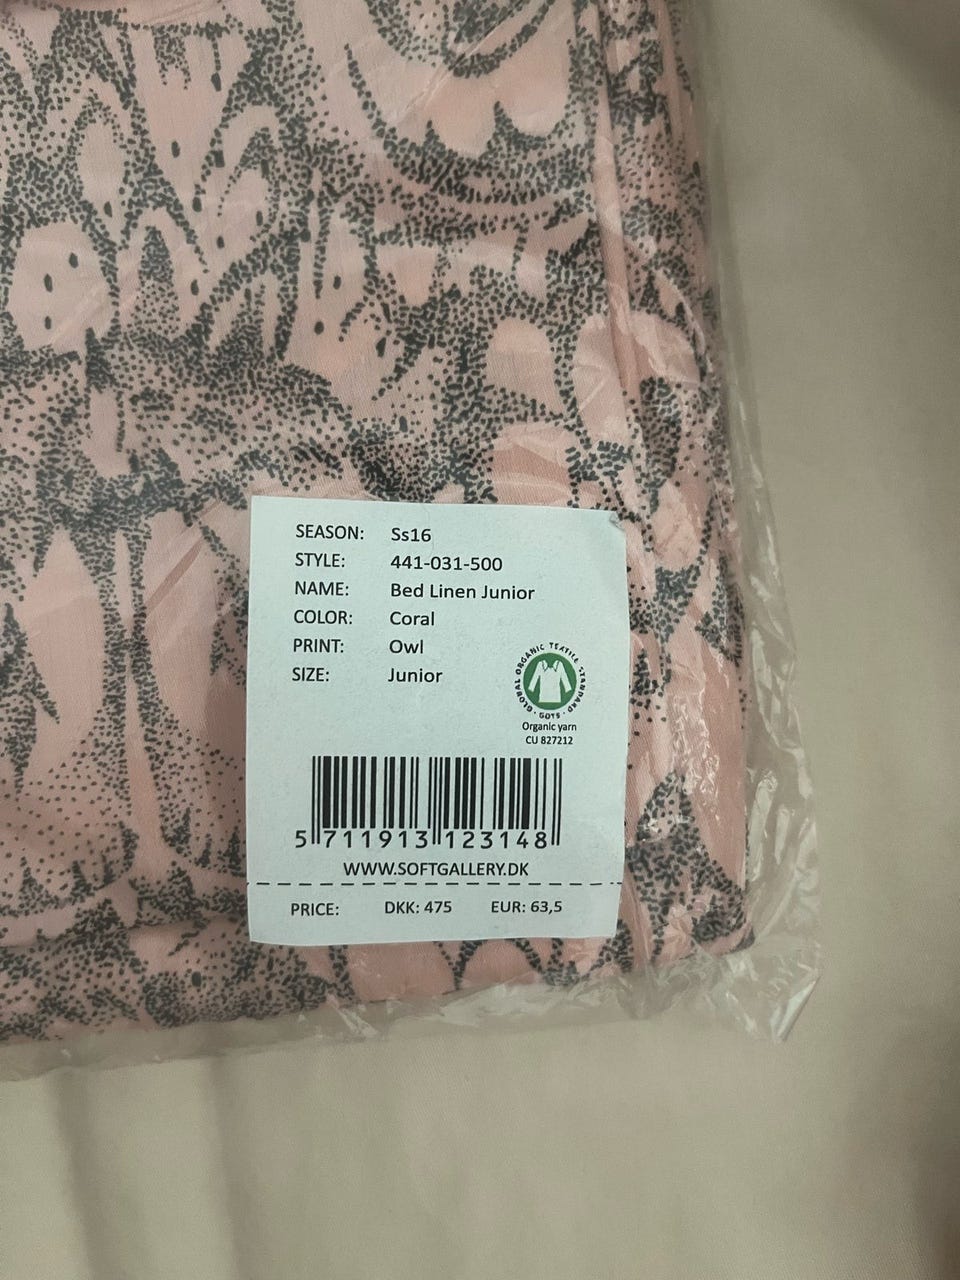 SEASON: Ss16
STYLE: 441-031-500
NAME: Bed Linen Junior
COLOR: Coral
PRINT: Owl
SIZE: Junior
GLOBAL ORGANIC TEXTILE STANDARD · GOTS ·
Organic yarn
CU 827212
5 711913 123148
WWW.SOFTGALLERY.DK
PRICE: DKK: 475 EUR: 63,5